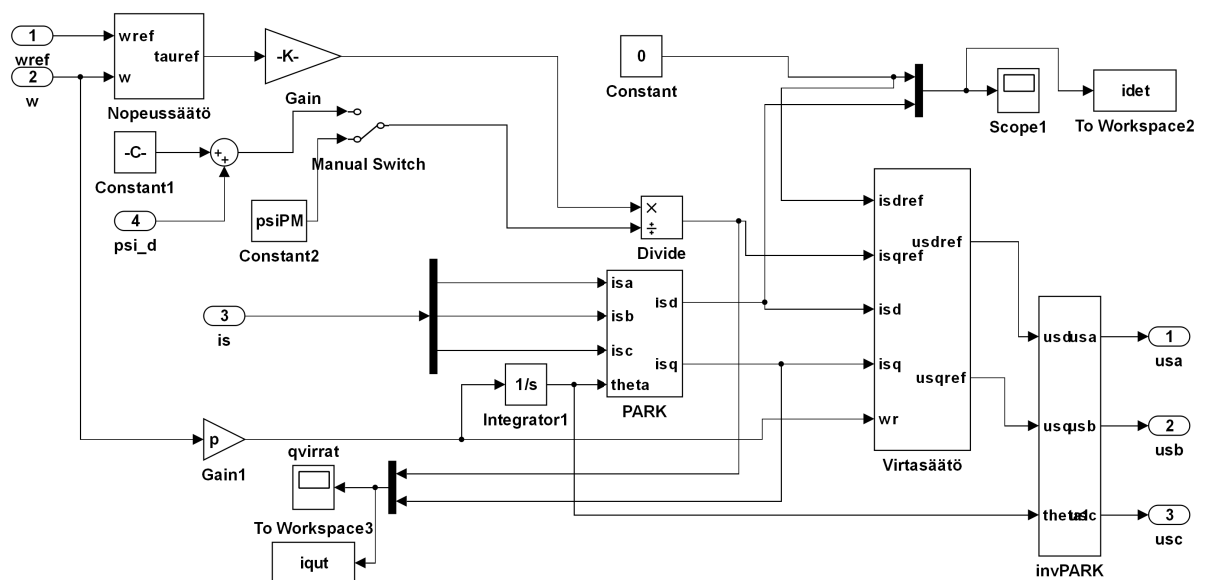 1
wref
2
w
wref
w
tauref
Nopeussäätö
-K-
Gain
-C-
Constant1
4
psi_d
+
+
Manual Switch
psiPM
Constant2
0
Constant
×
÷
Divide
Scope1
idet
To Workspace2
3
is
isa
isb
isc
theta
isd
isq
PARK
1/s
Integrator1
p
Gain1
isdref
isqref
isd
isq
wr
usdref
usqref
Virtasäätö
usd
usq
theta
usa
usb
usc
invPARK
1
usa
2
usb
3
usc
qvirrat
To Workspace3
iqut